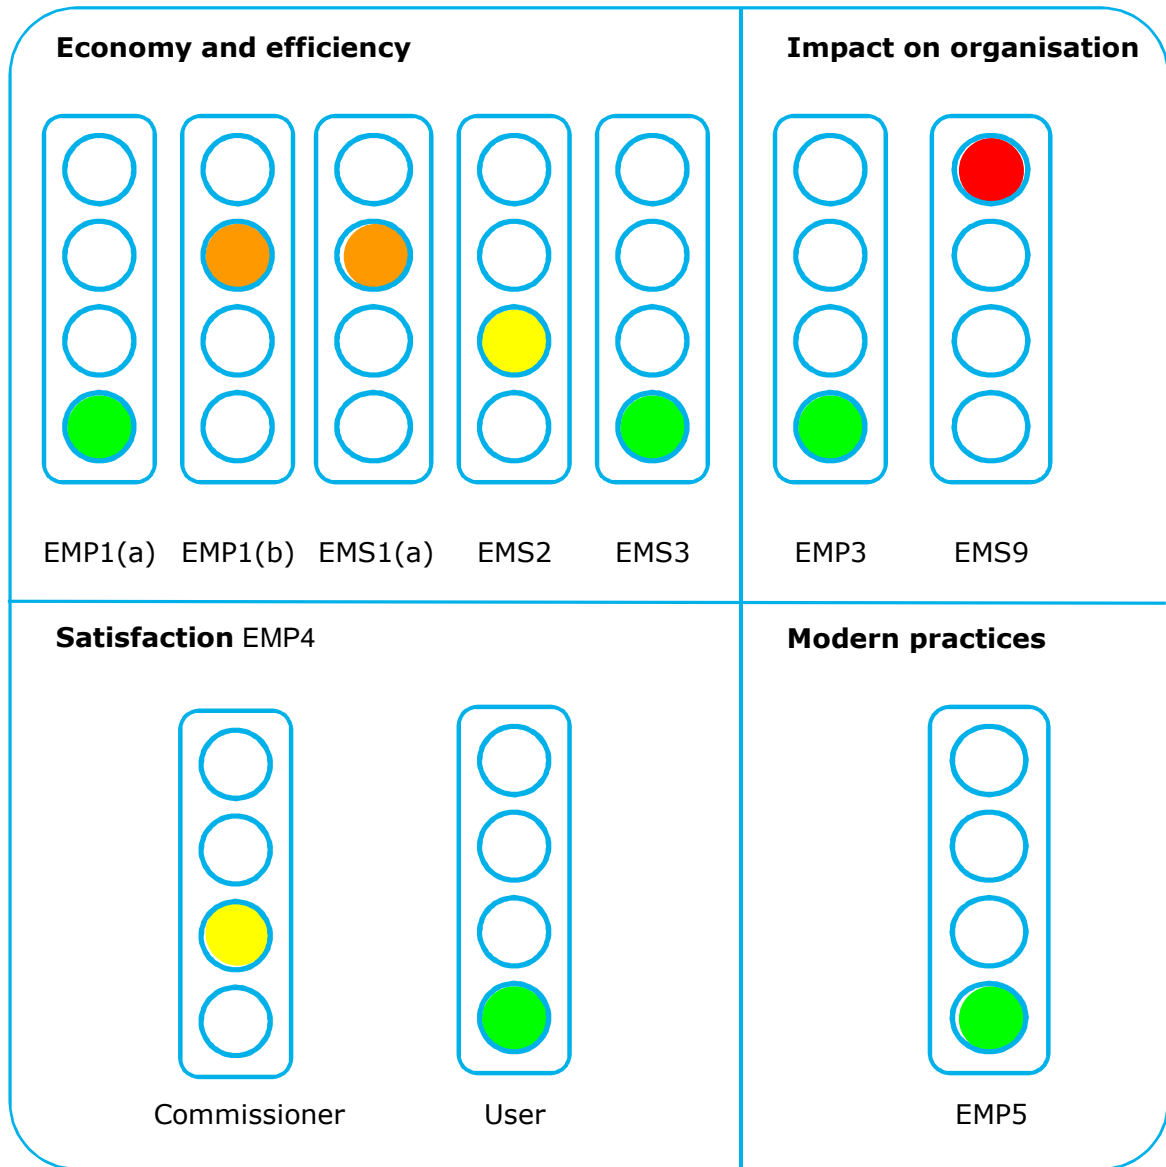 Economy and efficiency
EMP1(a) EMP1(b) EMS1(a) EMS2 EMS3
Impact on organisation
EMP3 EMS9
Satisfaction EMP4
Commissioner User
Modern practices
EMP5